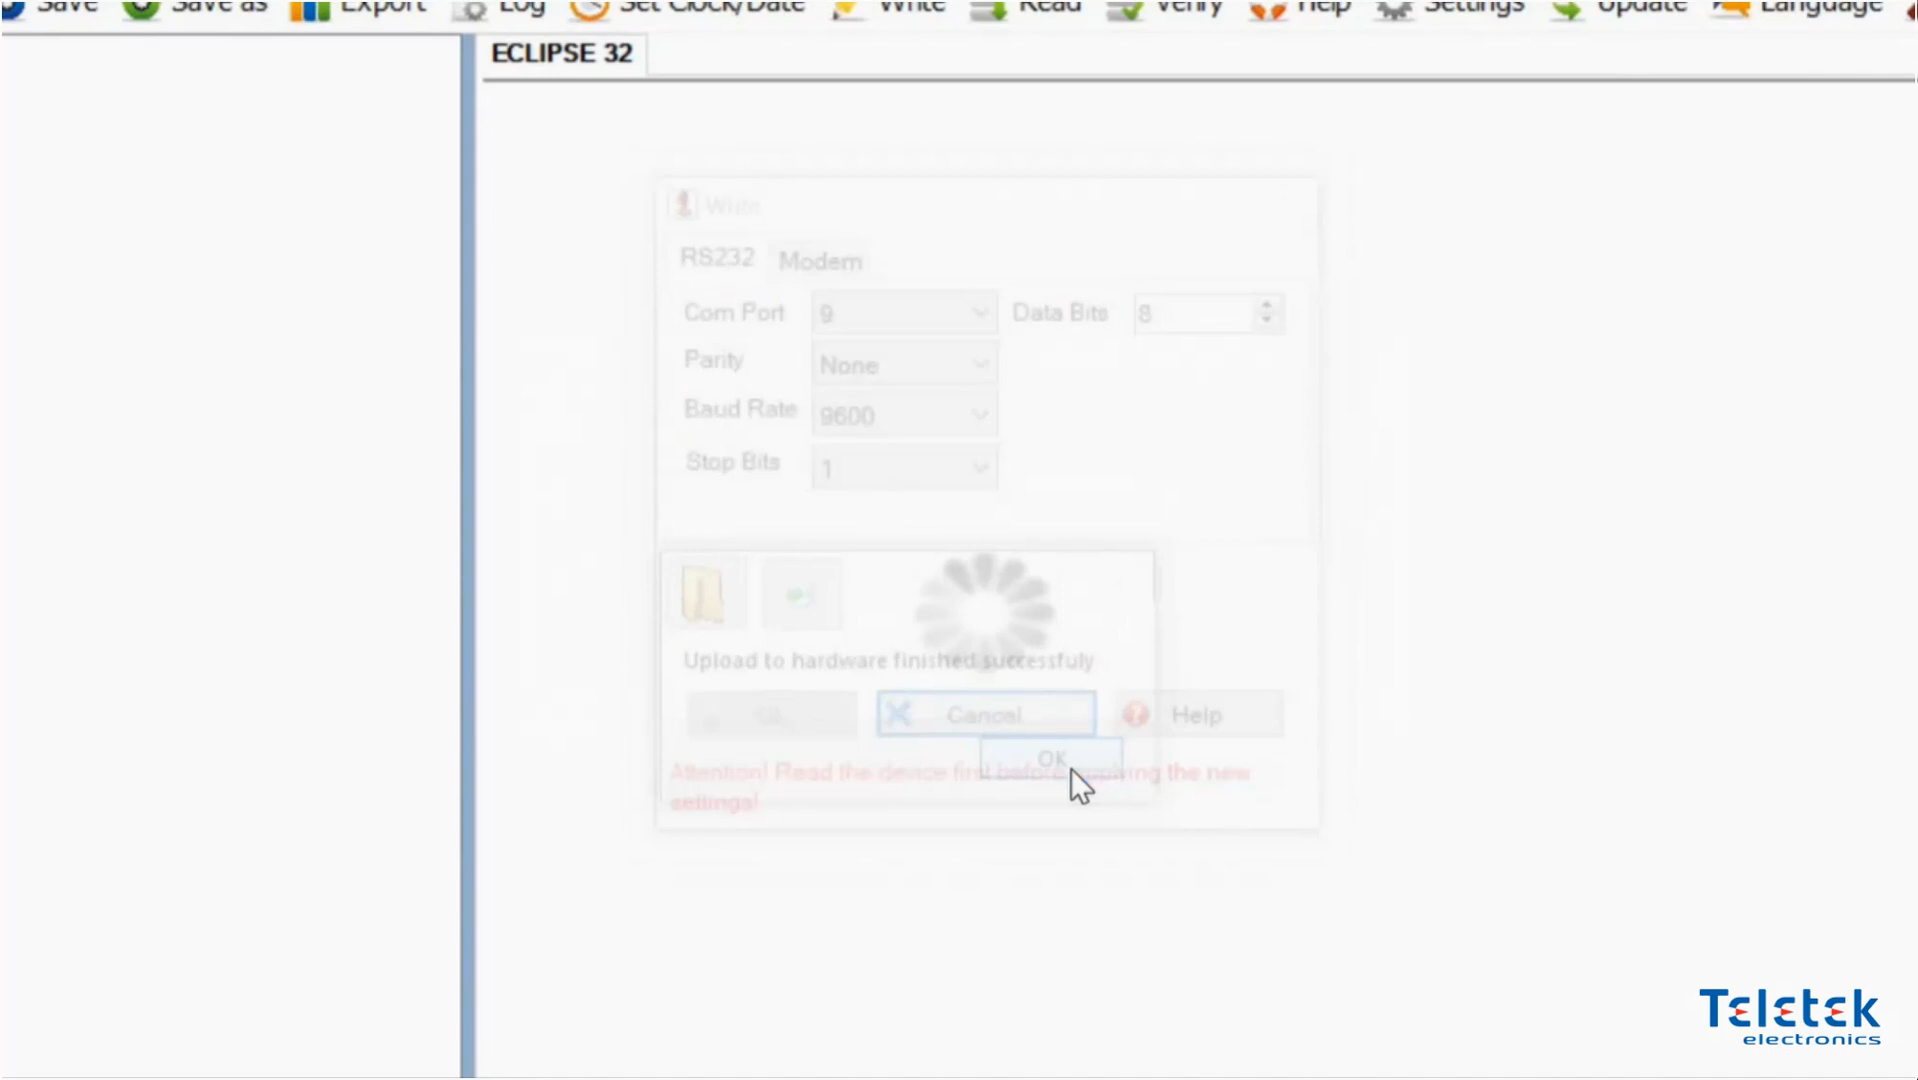 Save Save as Export Log Set Clock/Date Write Read Verify Help Settings Update Language
ECLIPSE 32
Write
RS232 Modem
Com Port 9 Data Bits 8
Parity None
Baud Rate 9600
Stop Bits 1
Upload to hardware finished successfuly
Cancel Help
OK
Attention! Read the device first before applying the new
settings!
Teletek
electronics